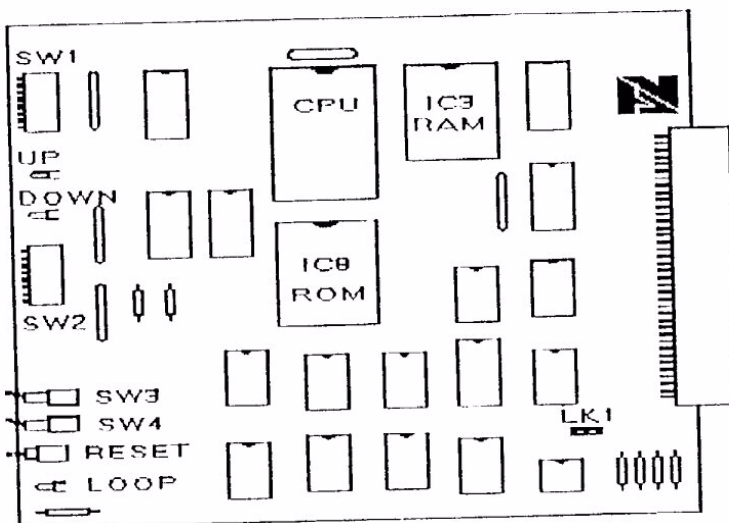 SW1
CPU
IC3
RAM
UP
DOWN
IC8
ROM
SW2
SW3
SW4
LK1
RESET
LOOP